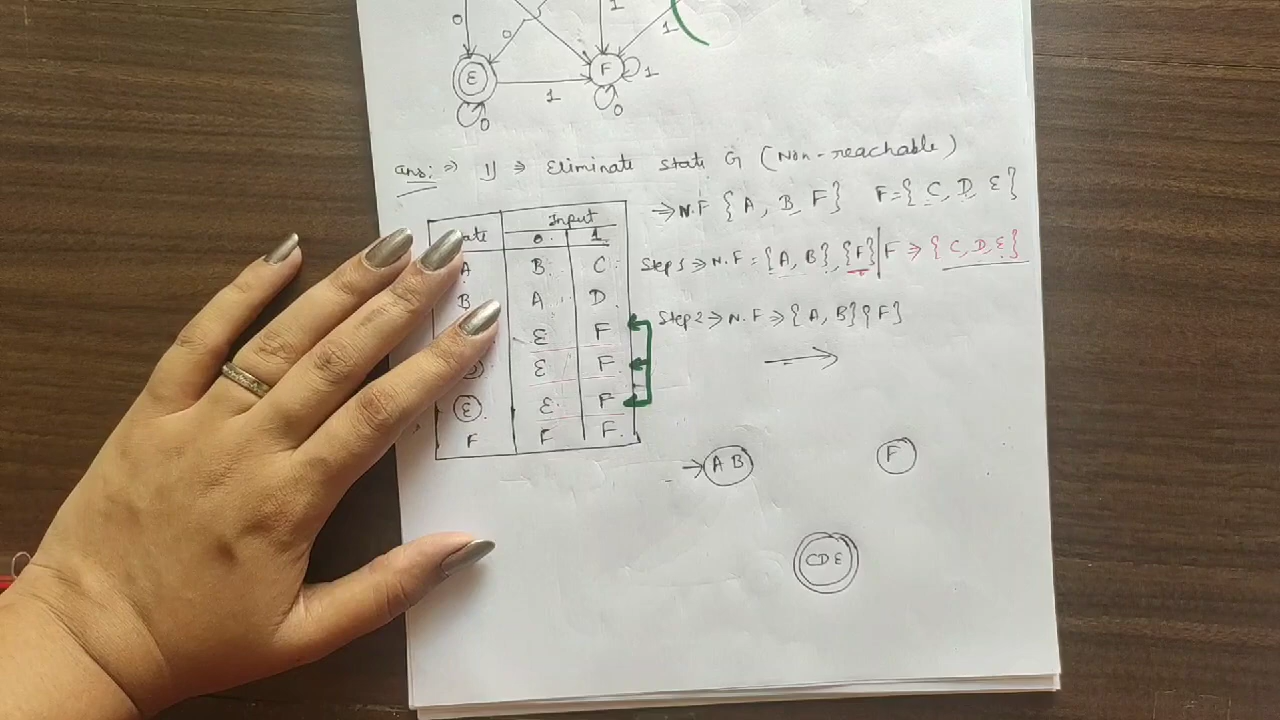 0 0 1 1
E F 1
1
0 0
ans: ⇒ 1) ⇒ Eliminate state G (Non-reachable)
⇒ N.F {A, B, F} F={C, D, E}
Input
0 1
A B C
B A D
E F
E F
E E F
F F F
Step 1 ⇒ N.F = {A, B}, {F} | F ⇒ {C, D, E}
Step 2 ⇒ N.F ⇒ {A, B} {F}
→ A B F
CDE